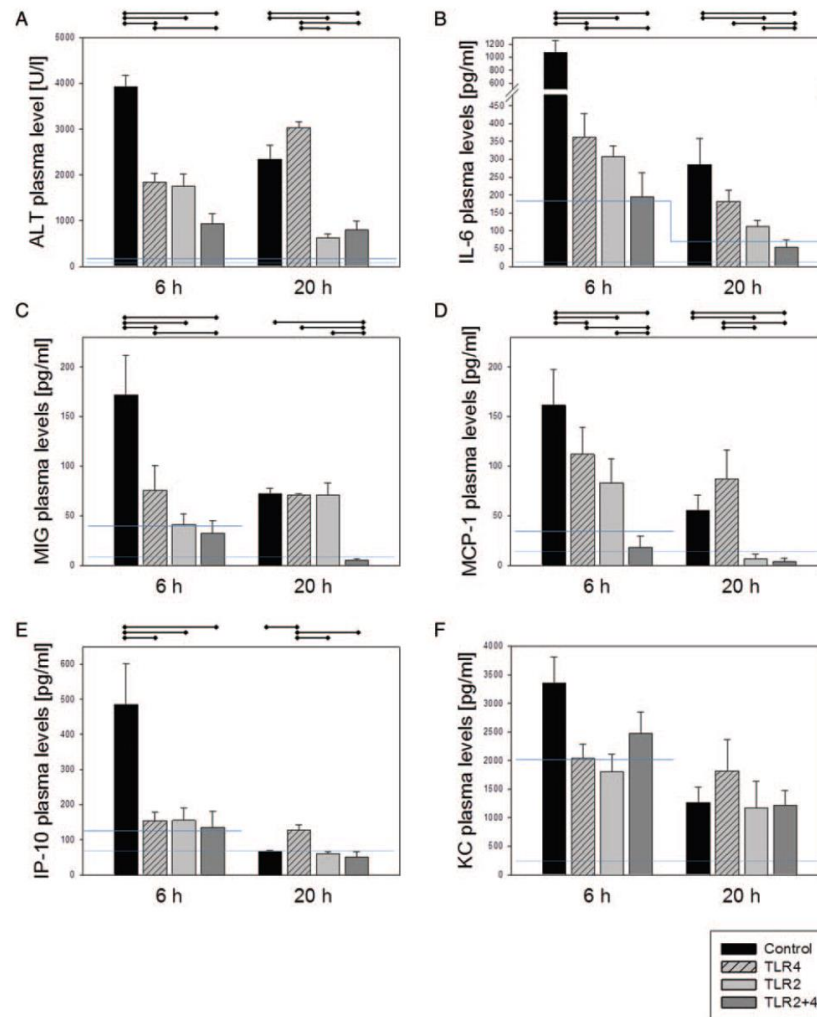 A
ALT plasma level [U/l]
5000
4000
3000
2000
1000
0
6 h
20 h
B
IL-6 plasma levels [pg/ml]
1200
1000
800
600
450
400
350
300
250
200
150
100
50
0
6 h
20 h
C
MIG plasma levels [pg/ml]
200
150
100
50
0
6 h
20 h
D
MCP-1 plasma levels [pg/ml]
200
150
100
50
0
6 h
20 h
E
IP-10 plasma levels [pg/ml]
600
500
400
300
200
100
0
6 h
20 h
F
KC plasma levels [pg/ml]
4000
3500
3000
2500
2000
1500
1000
500
0
6 h
20 h
Control
TLR4
TLR2
TLR2+4